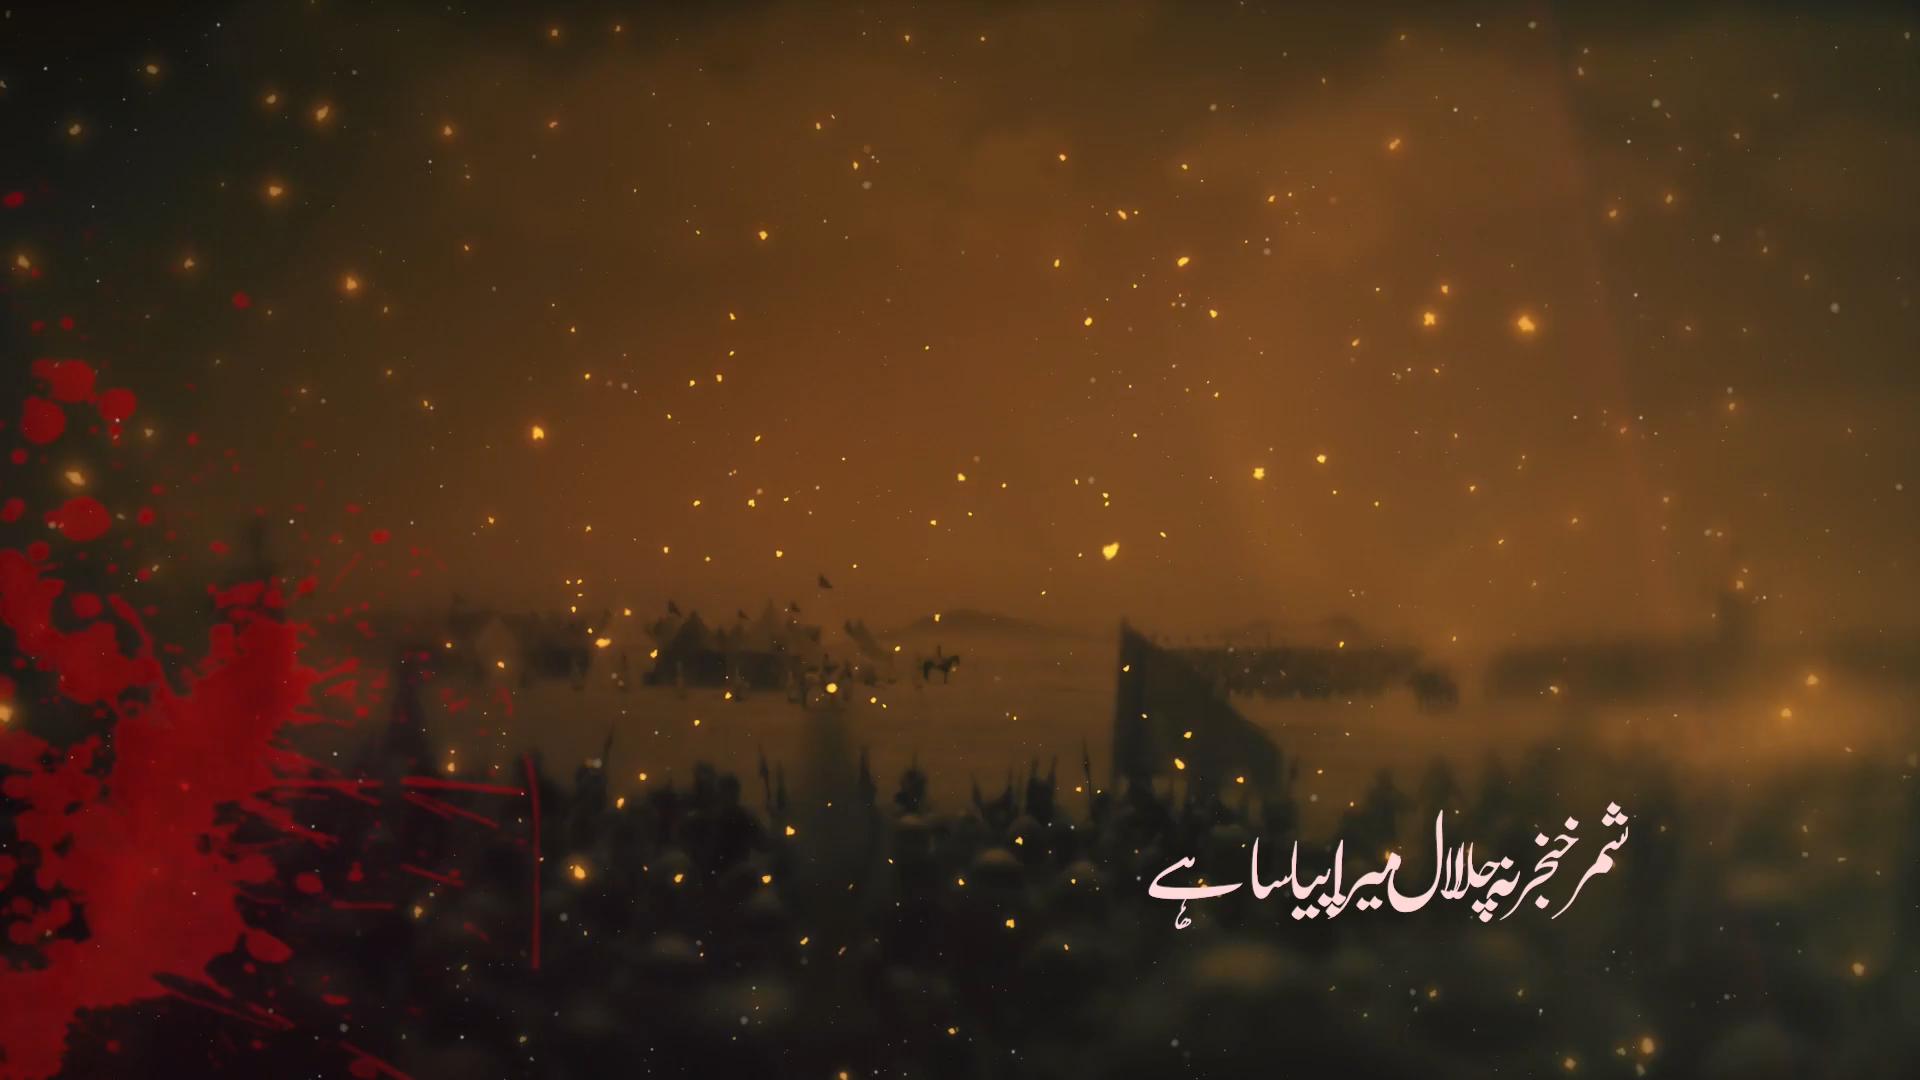 شمر خنجر نہ چلا لال میرا پیاسا ہے